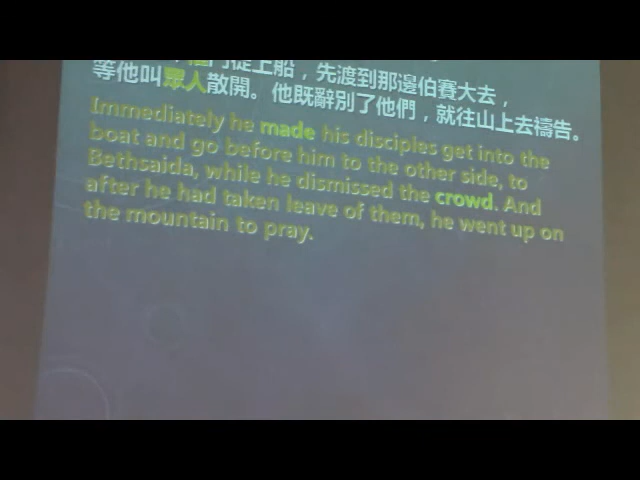 門徒上船，先渡到那邊伯賽大去，
等他叫眾人散開。他既辭別了他們，就往山上去禱告。
Immediately he made his disciples get into the
boat and go before him to the other side, to
Bethsaida, while he dismissed the crowd. And
after he had taken leave of them, he went up on
the mountain to pray.